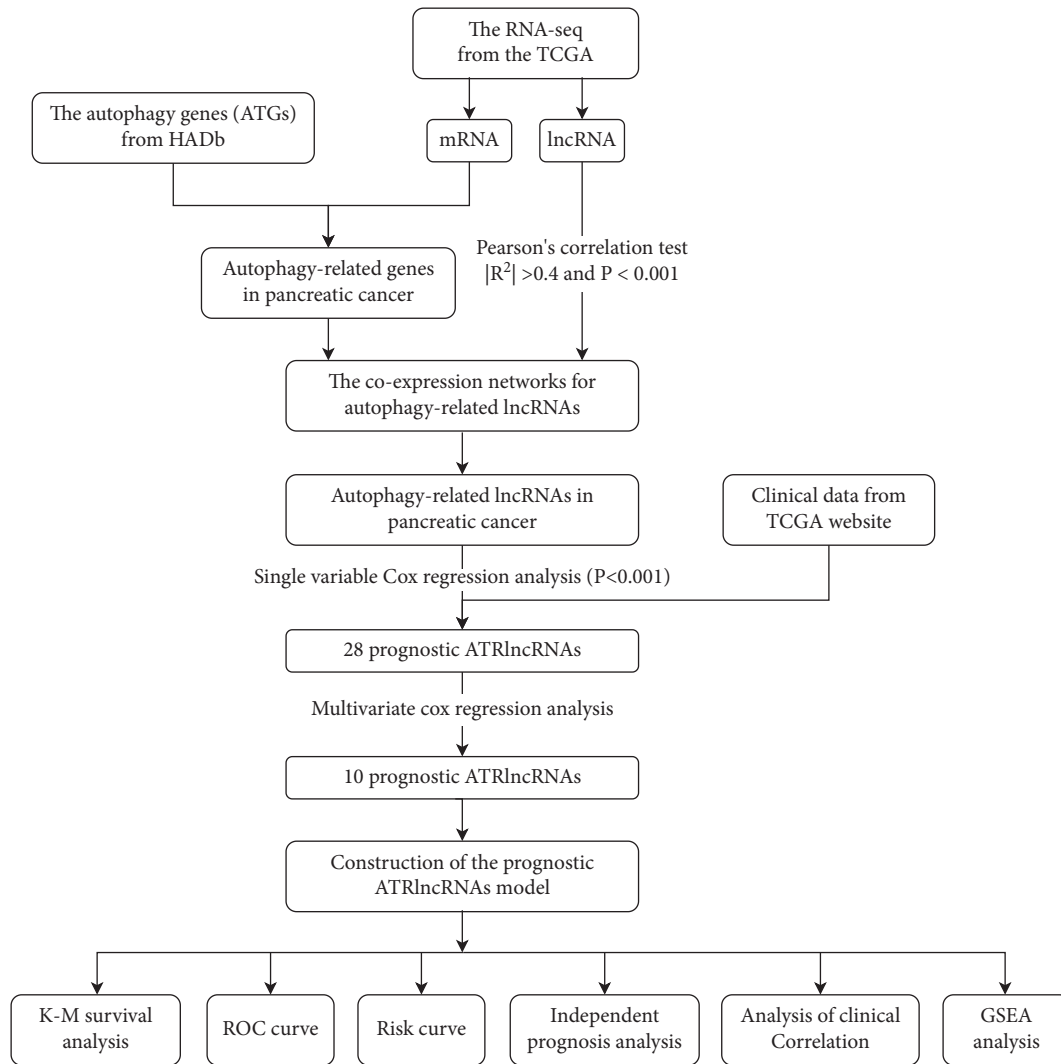 The RNA-seq
from the TCGA
The autophagy genes (ATGs)
from HADb
mRNA
lncRNA
Pearson's correlation test
|R²| >0.4 and P < 0.001
Autophagy-related genes
in pancreatic cancer
The co-expression networks for
autophagy-related lncRNAs
Autophagy-related lncRNAs in
pancreatic cancer
Clinical data from
TCGA website
Single variable Cox regression analysis (P<0.001)
28 prognostic ATRlncRNAs
Multivariate cox regression analysis
10 prognostic ATRlncRNAs
Construction of the prognostic
ATRlncRNAs model
K-M survival
analysis
ROC curve
Risk curve
Independent
prognosis analysis
Analysis of clinical
Correlation
GSEA
analysis